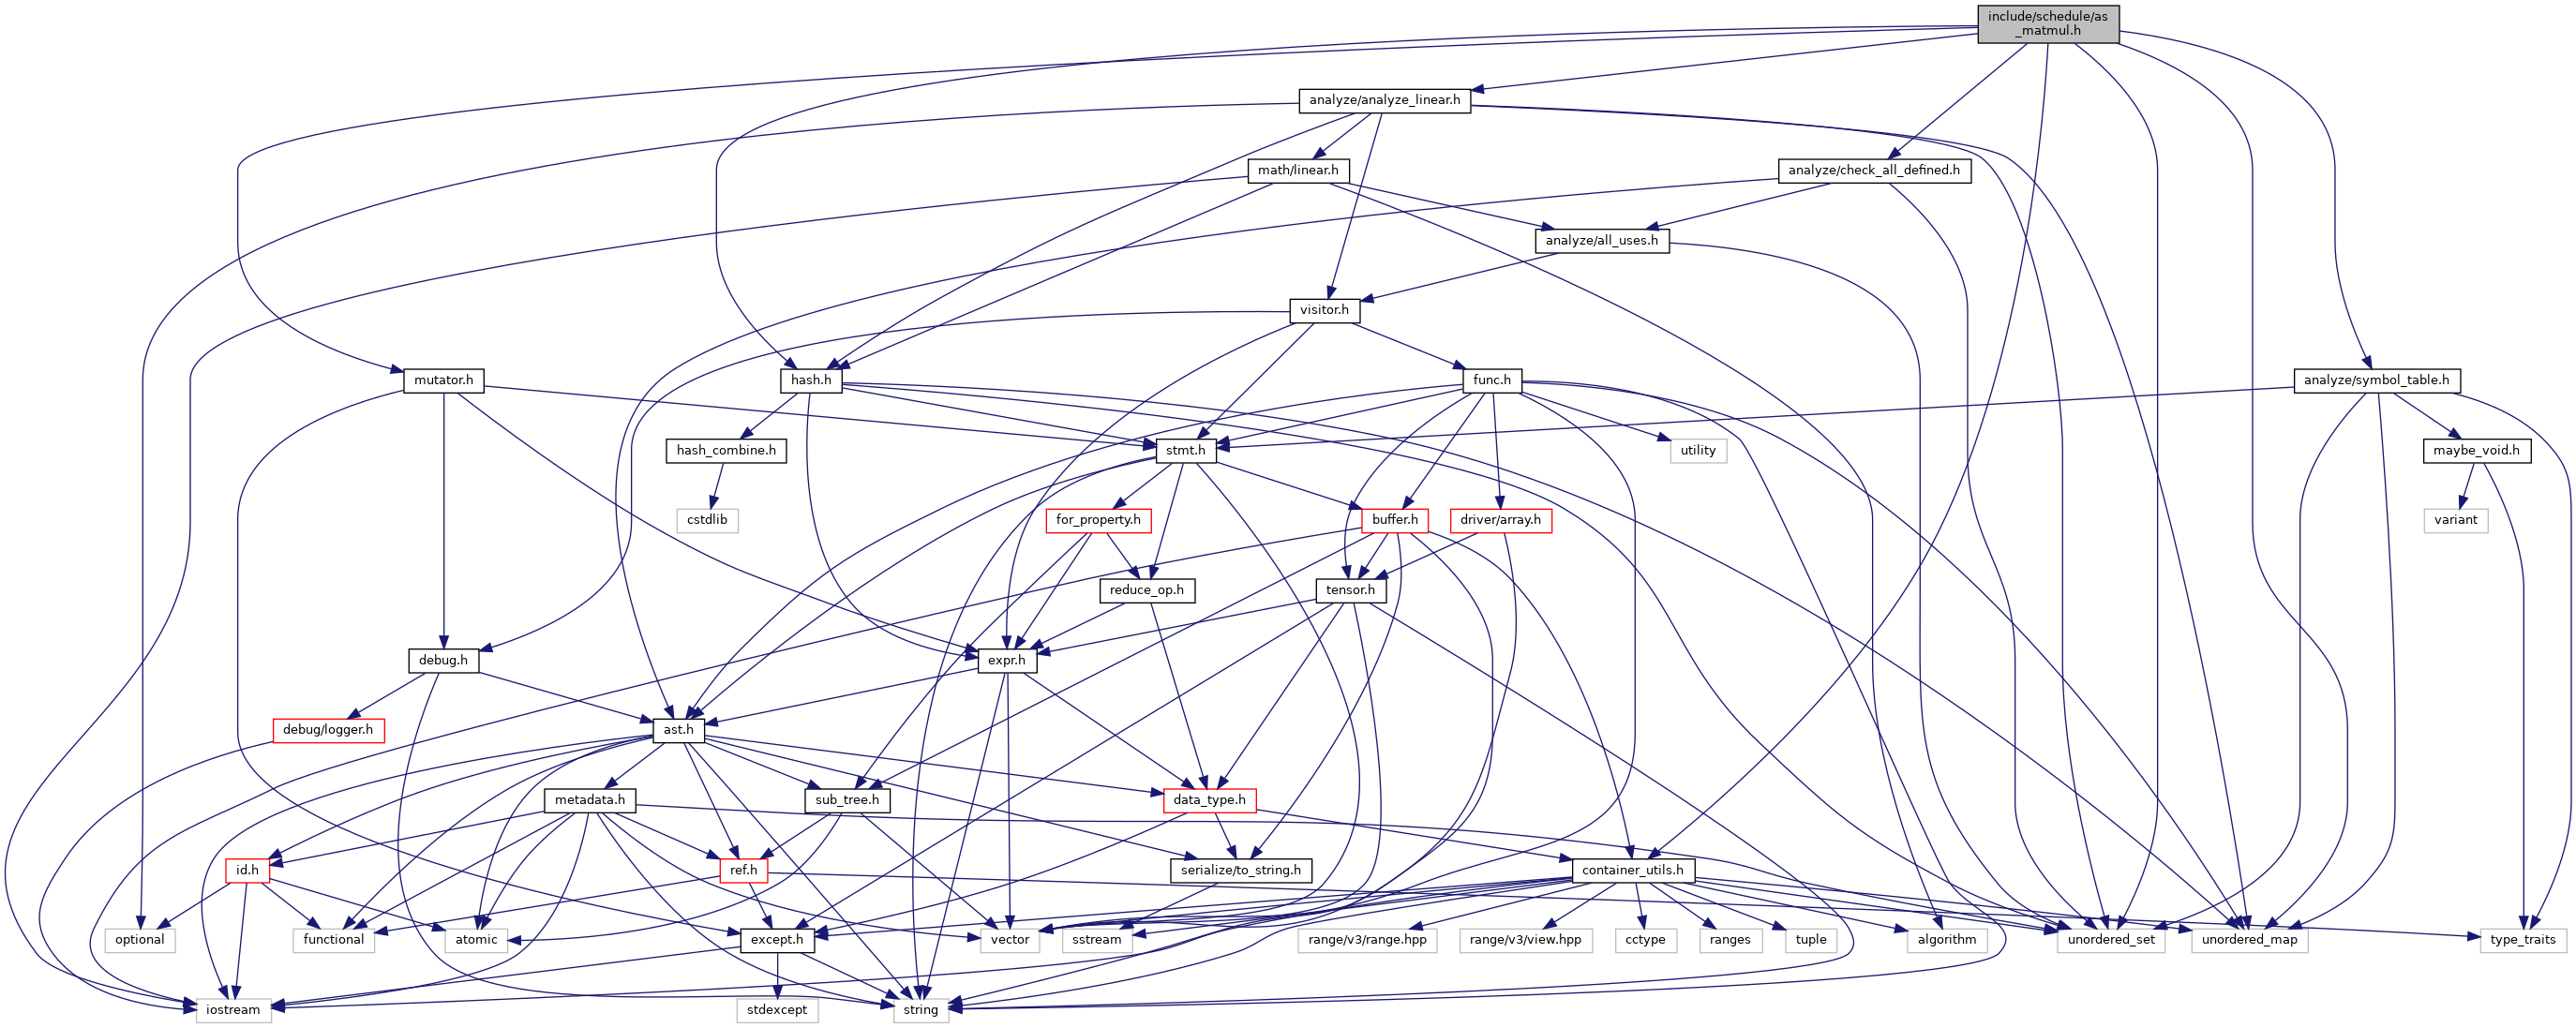 include/schedule/as
_matmul.h
analyze/analyze_linear.h
math/linear.h
analyze/check_all_defined.h
analyze/all_uses.h
visitor.h
mutator.h
hash.h
func.h
analyze/symbol_table.h
hash_combine.h
stmt.h
utility
maybe_void.h
cstdlib
for_property.h
buffer.h
driver/array.h
variant
reduce_op.h
tensor.h
debug.h
expr.h
debug/logger.h
ast.h
metadata.h
sub_tree.h
data_type.h
id.h
ref.h
serialize/to_string.h
container_utils.h
optional
functional
atomic
except.h
vector
sstream
range/v3/range.hpp
range/v3/view.hpp
cctype
ranges
tuple
algorithm
unordered_set
unordered_map
type_traits
iostream
stdexcept
string